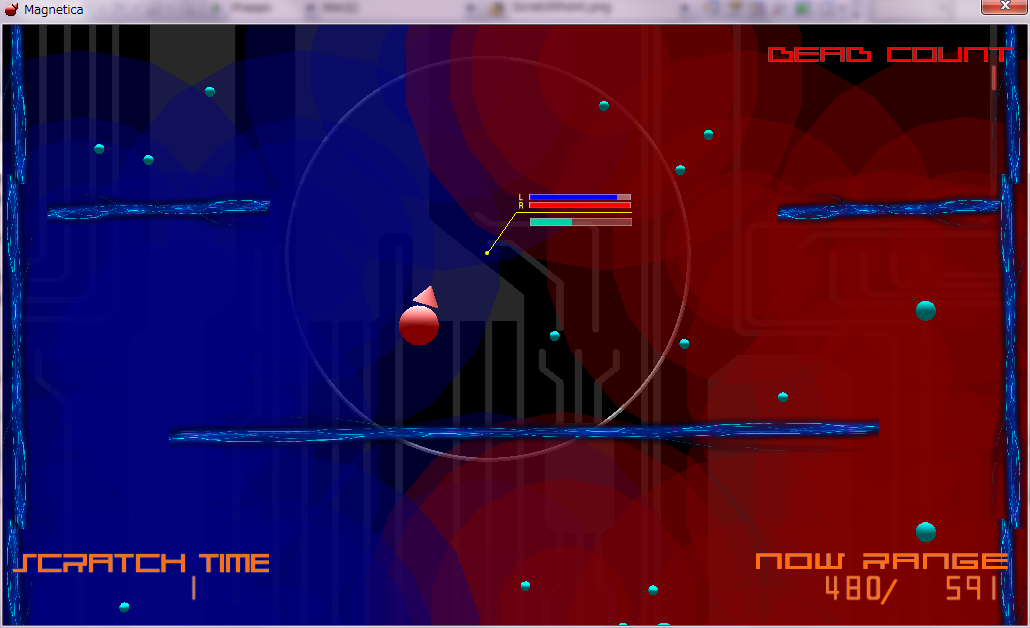 Magnetica
DEAD COUNT
1
L
R
SCRATCH TIME
1
NOW RANGE
480/ 591